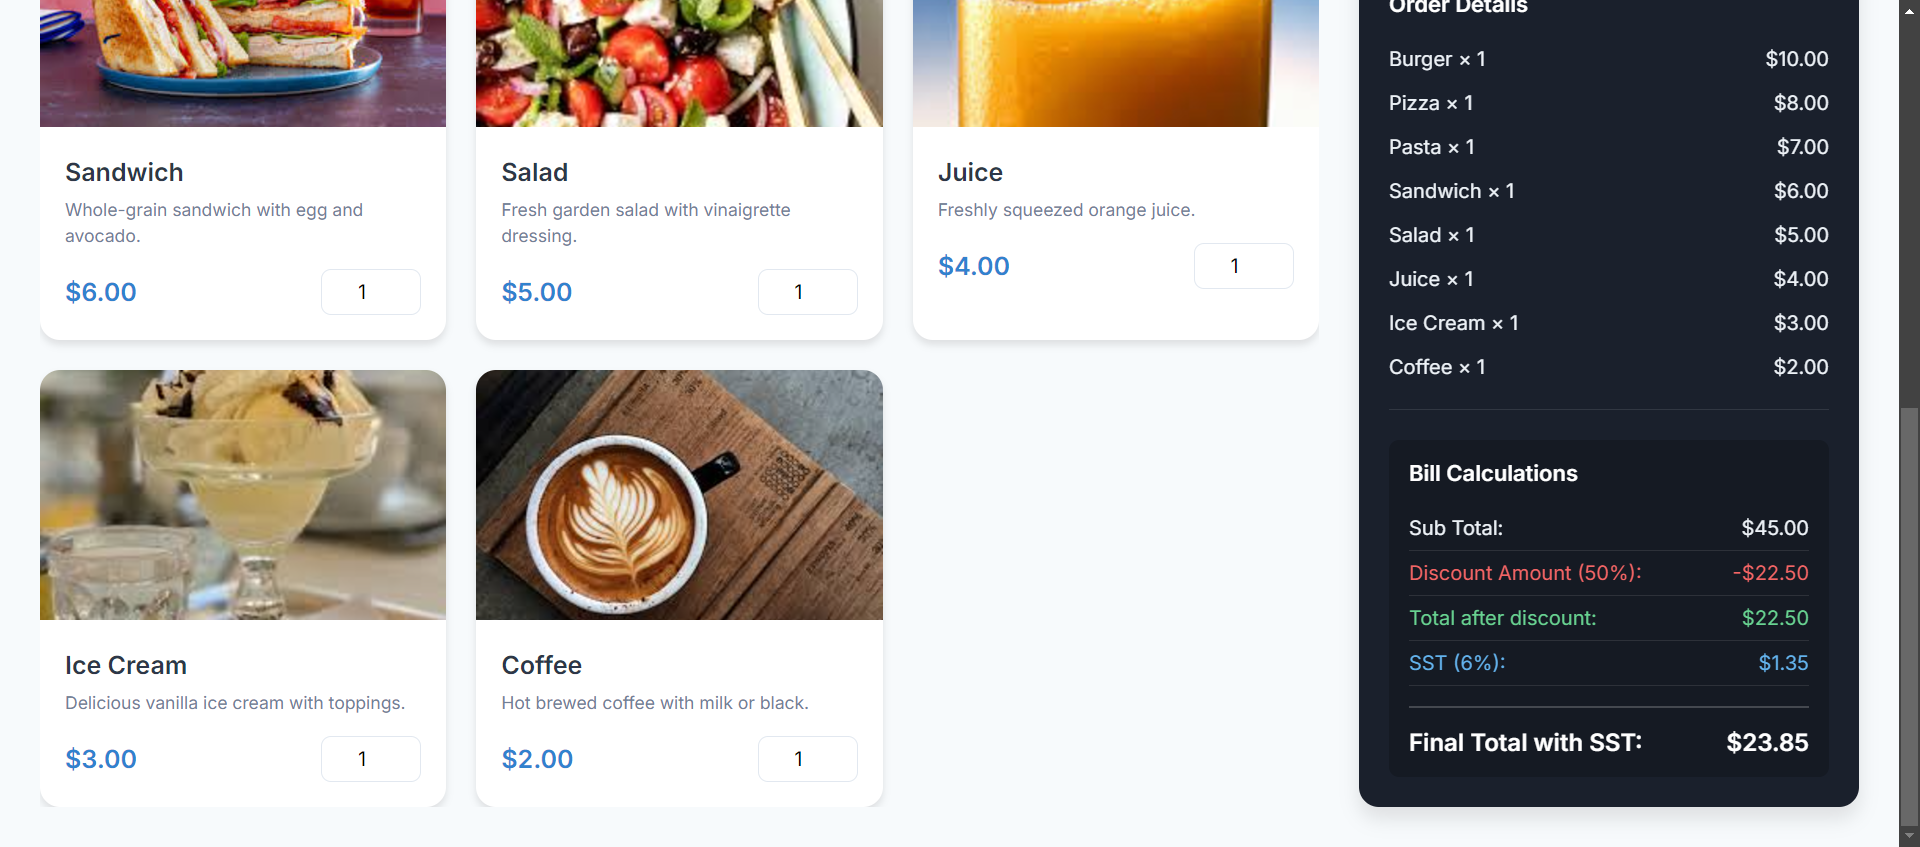 Sandwich
Whole-grain sandwich with egg and
avocado.
$6.00
1
Salad
Fresh garden salad with vinaigrette
dressing.
$5.00
1
Juice
Freshly squeezed orange juice.
$4.00
1
Ice Cream
Delicious vanilla ice cream with toppings.
$3.00
1
Coffee
Hot brewed coffee with milk or black.
$2.00
1
Order Details
Burger × 1 $10.00
Pizza × 1 $8.00
Pasta × 1 $7.00
Sandwich × 1 $6.00
Salad × 1 $5.00
Juice × 1 $4.00
Ice Cream × 1 $3.00
Coffee × 1 $2.00
Bill Calculations
Sub Total: $45.00
Discount Amount (50%): -$22.50
Total after discount: $22.50
SST (6%): $1.35
Final Total with SST: $23.85